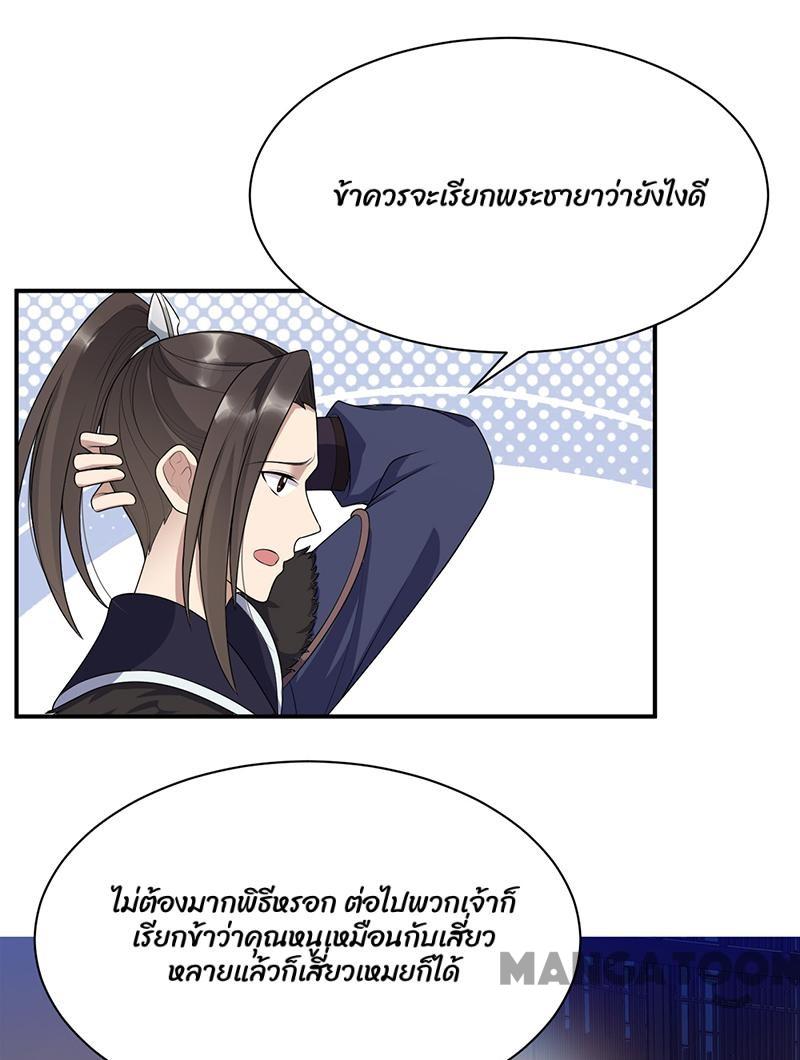 ข้าควรจะเรียกพระชายาว่ายังไงดี
ไม่ต้องมากพิธีหรอก ต่อไปพวกเจ้าก็
เรียกข้าว่าคุณหนูเหมือนกับเสี่ยว
หลายแล้วก็เสี่ยวเหมยก็ได้
MANGATOON